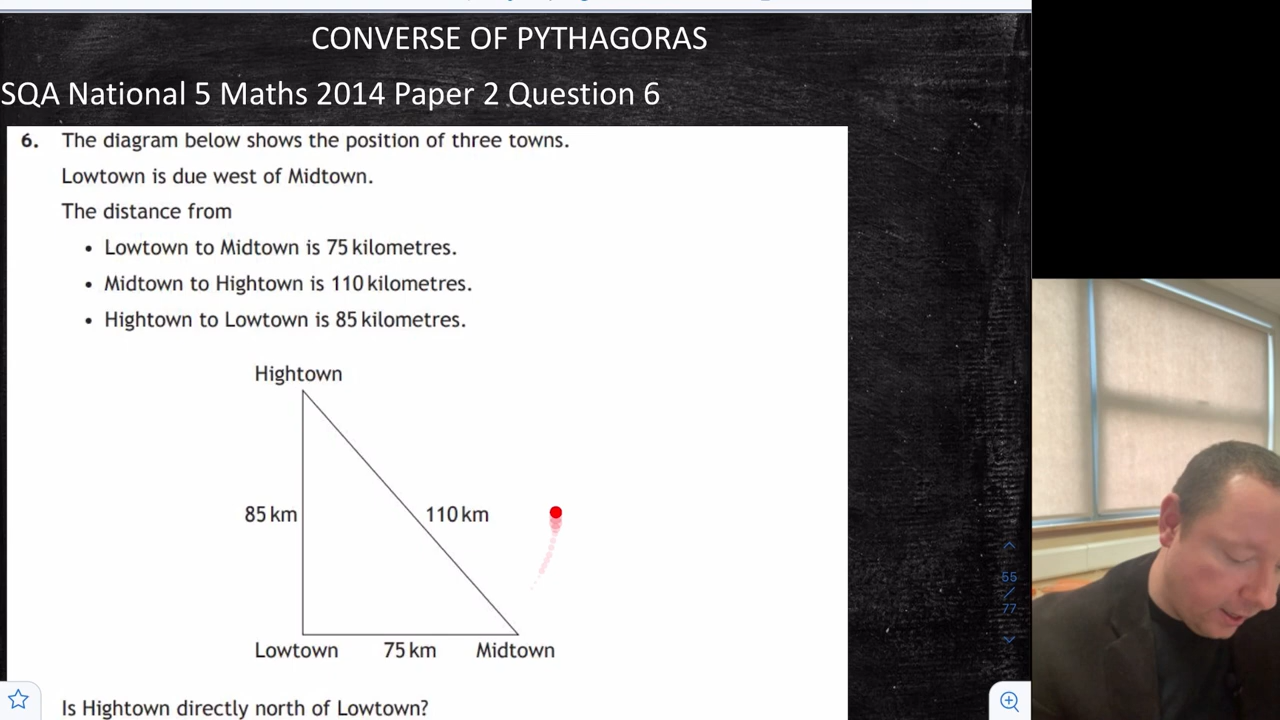 CONVERSE OF PYTHAGORAS
SQA National 5 Maths 2014 Paper 2 Question 6
6. The diagram below shows the position of three towns.
Lowtown is due west of Midtown.
The distance from
• Lowtown to Midtown is 75 kilometres.
• Midtown to Hightown is 110 kilometres.
• Hightown to Lowtown is 85 kilometres.
Hightown
85 km
110 km
Lowtown
75 km
Midtown
Is Hightown directly north of Lowtown?
55
/
77